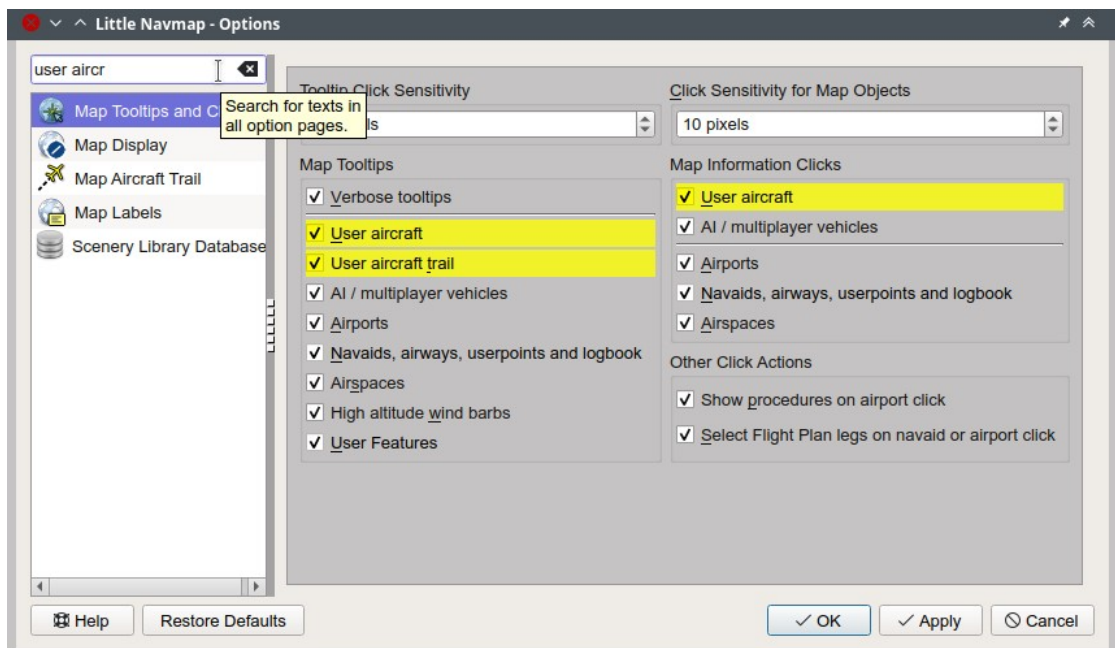 Little Navmap - Options
user aircr
Map Tooltips and C
Map Display
Map Aircraft Trail
Map Labels
Scenery Library Database
Search for texts in
all option pages.
Tooltip Click Sensitivity
ls
Map Tooltips
Verbose tooltips
User aircraft
User aircraft trail
AI / multiplayer vehicles
Airports
Navaids, airways, userpoints and logbook
Airspaces
High altitude wind barbs
User Features
Click Sensitivity for Map Objects
10 pixels
Map Information Clicks
User aircraft
AI / multiplayer vehicles
Airports
Navaids, airways, userpoints and logbook
Airspaces
Other Click Actions
Show procedures on airport click
Select Flight Plan legs on navaid or airport click
Help
Restore Defaults
OK
Apply
Cancel